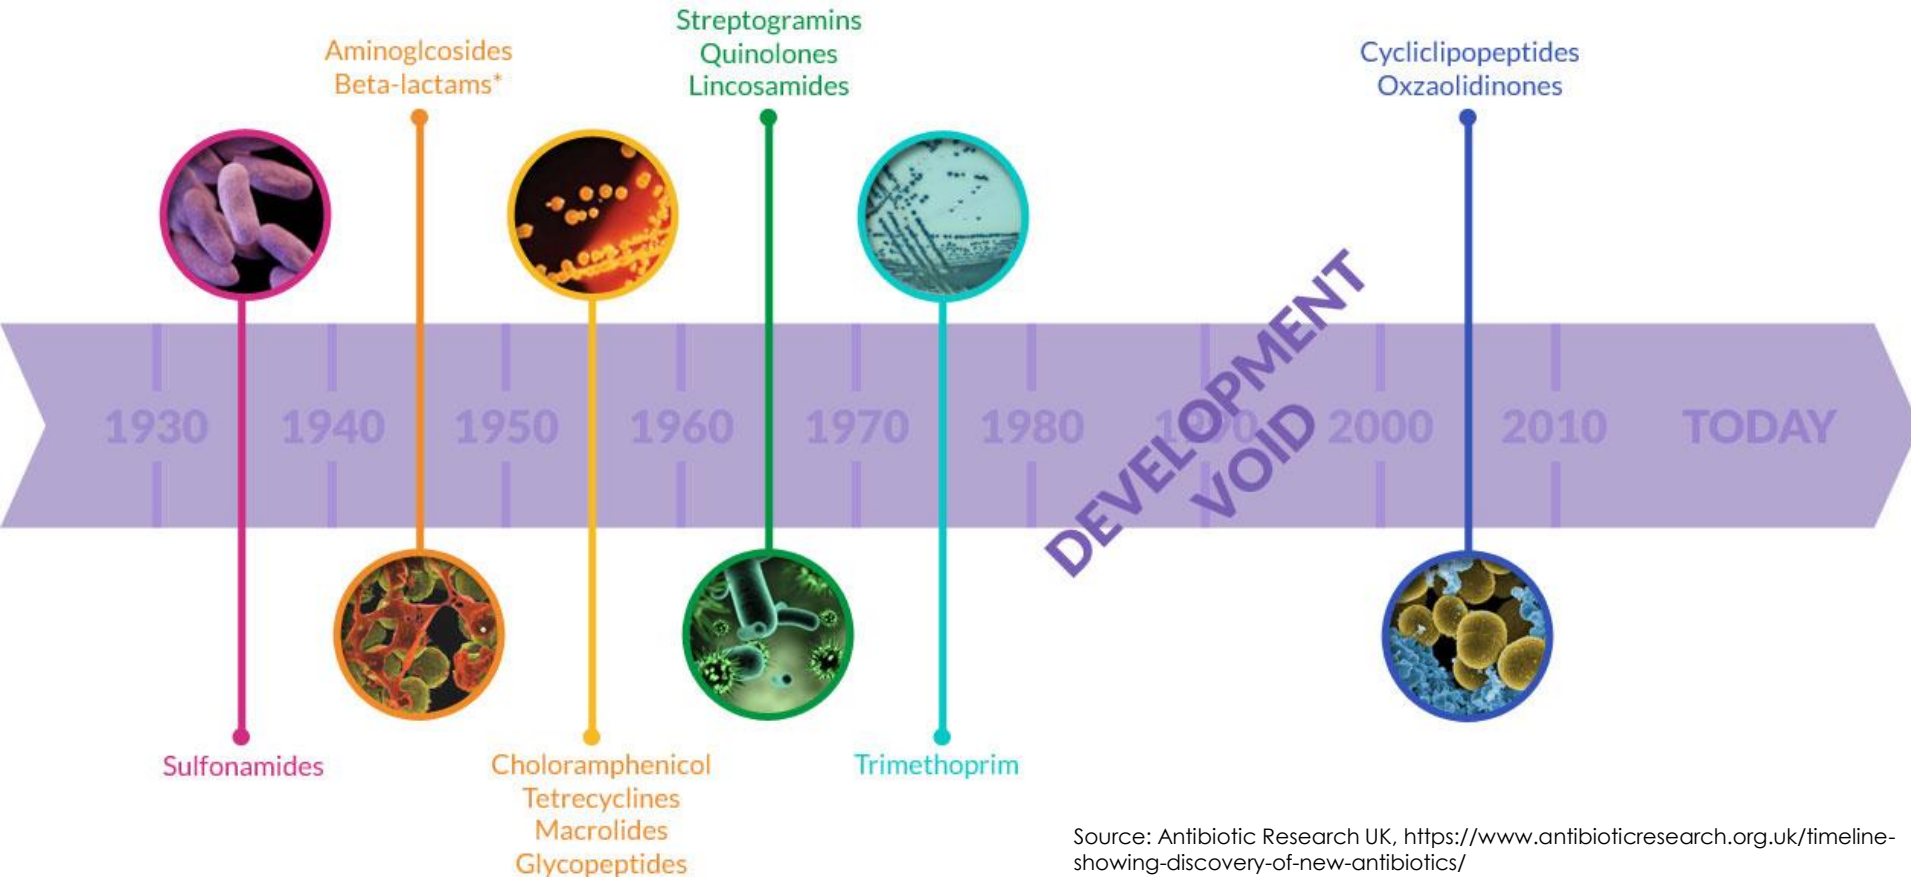 Streptogramins
Quinolones
Lincosamides
Aminoglcosides
Beta-lactams*
Cycliclipopeptides
Oxzaolidinones
1930
1940
1950
1960
1970
1980
1990
2000
2010
TODAY
DEVELOPMENT
VOID
Sulfonamides
Choloramphenicol
Tetrecyclines
Macrolides
Glycopeptides
Trimethoprim
Source: Antibiotic Research UK, https://www.antibioticresearch.org.uk/timeline-
showing-discovery-of-new-antibiotics/